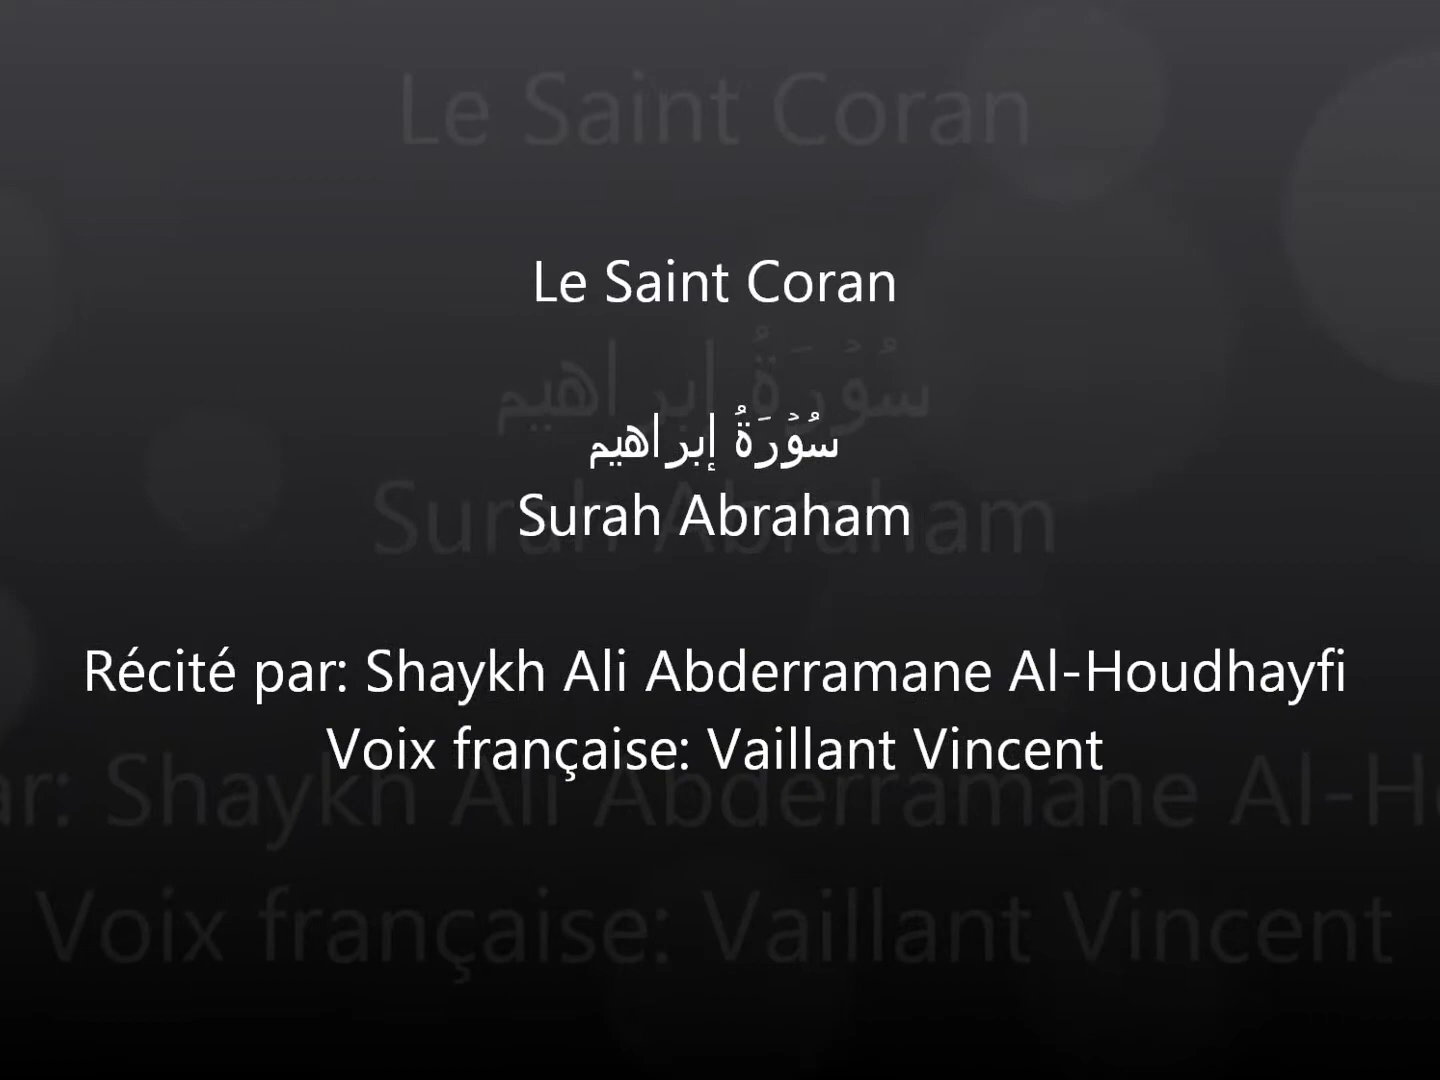 Le Saint Coran
سُوۡرَةُ إبراهيم
Surah Abraham
Récité par: Shaykh Ali Abderramane Al-Houdhayfi
Voix française: Vaillant Vincent